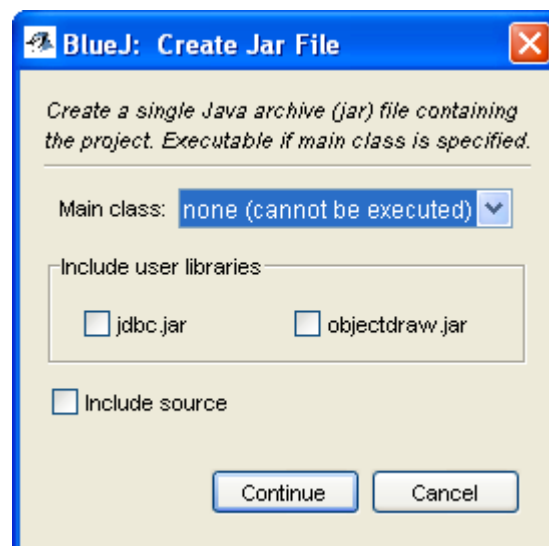 BlueJ: Create Jar File
Create a single Java archive (jar) file containing
the project. Executable if main class is specified.
Main class: none (cannot be executed)
Include user libraries
jdbc.jar objectdraw.jar
Include source
Continue Cancel